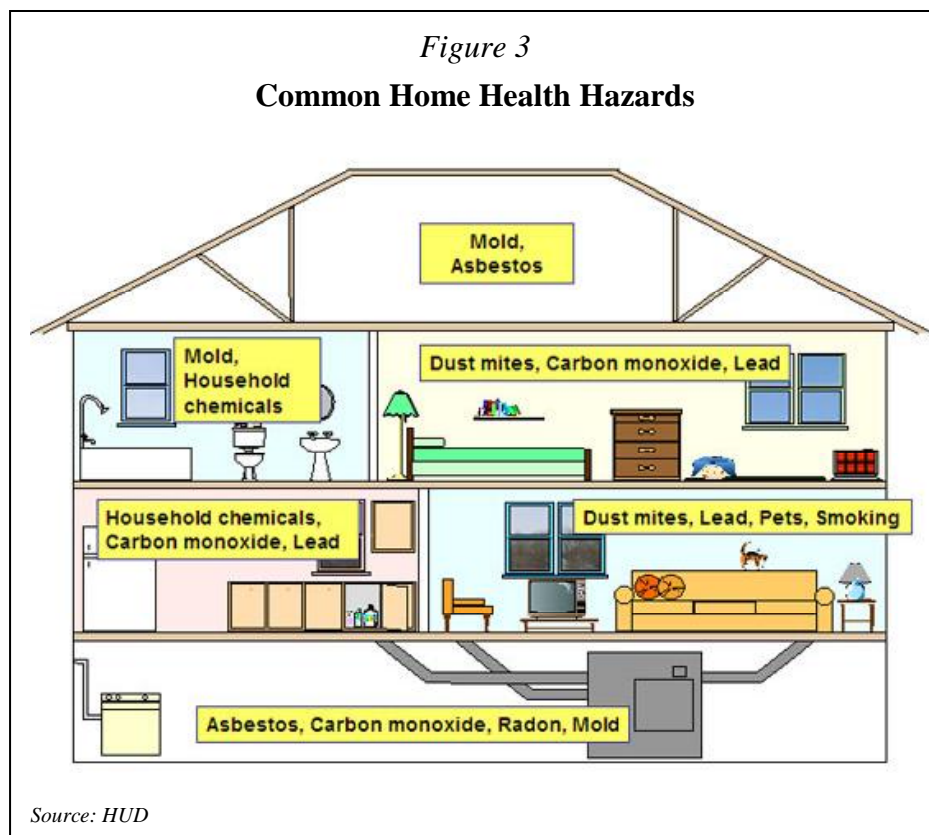 Figure 3
Common Home Health Hazards
Mold,
Asbestos
Mold,
Household
chemicals
Dust mites, Carbon monoxide, Lead
Household chemicals,
Carbon monoxide, Lead
Dust mites, Lead, Pets, Smoking
Asbestos, Carbon monoxide, Radon, Mold
Source: HUD